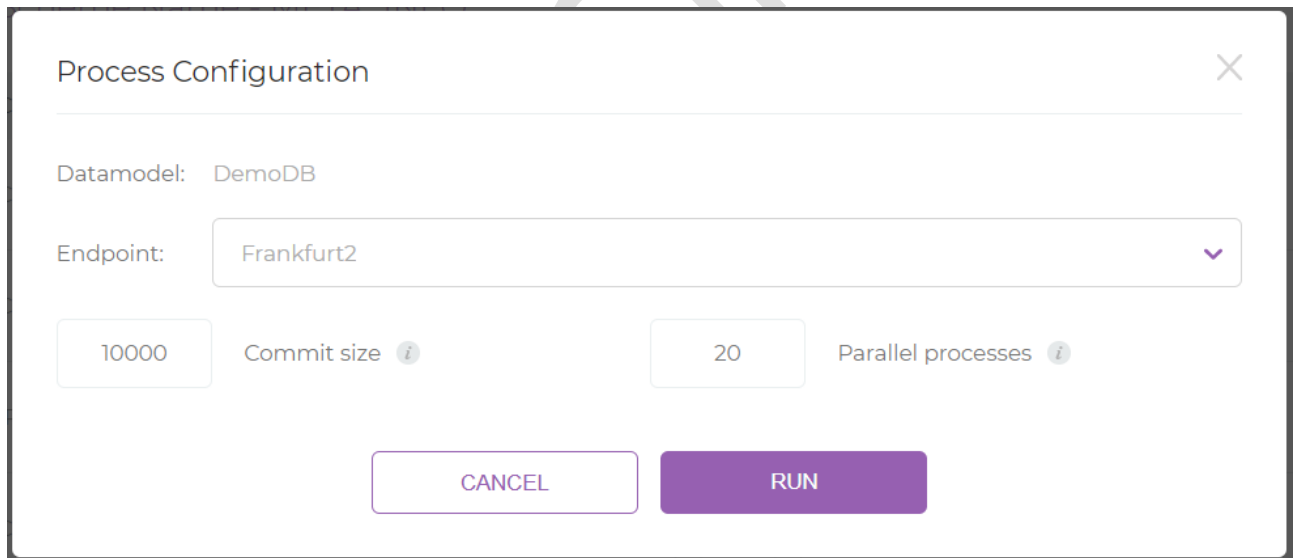 Process Configuration
Datamodel: DemoDB
Endpoint: Frankfurt2
10000 Commit size i 20 Parallel processes i
CANCEL RUN